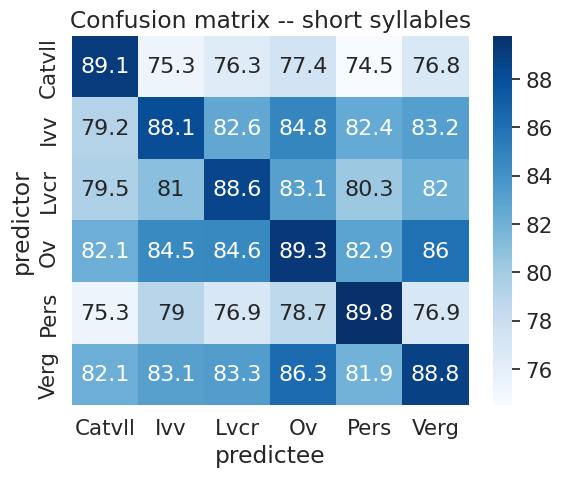 Confusion matrix -- short syllables
predictor
Catvll 89.1 75.3 76.3 77.4 74.5 76.8
Ivv 79.2 88.1 82.6 84.8 82.4 83.2
Lvcr 79.5 81 88.6 83.1 80.3 82
Ov 82.1 84.5 84.6 89.3 82.9 86
Pers 75.3 79 76.9 78.7 89.8 76.9
Verg 82.1 83.1 83.3 86.3 81.9 88.8
Catvll Ivv Lvcr Ov Pers Verg
predictee
88
86
84
82
80
78
76